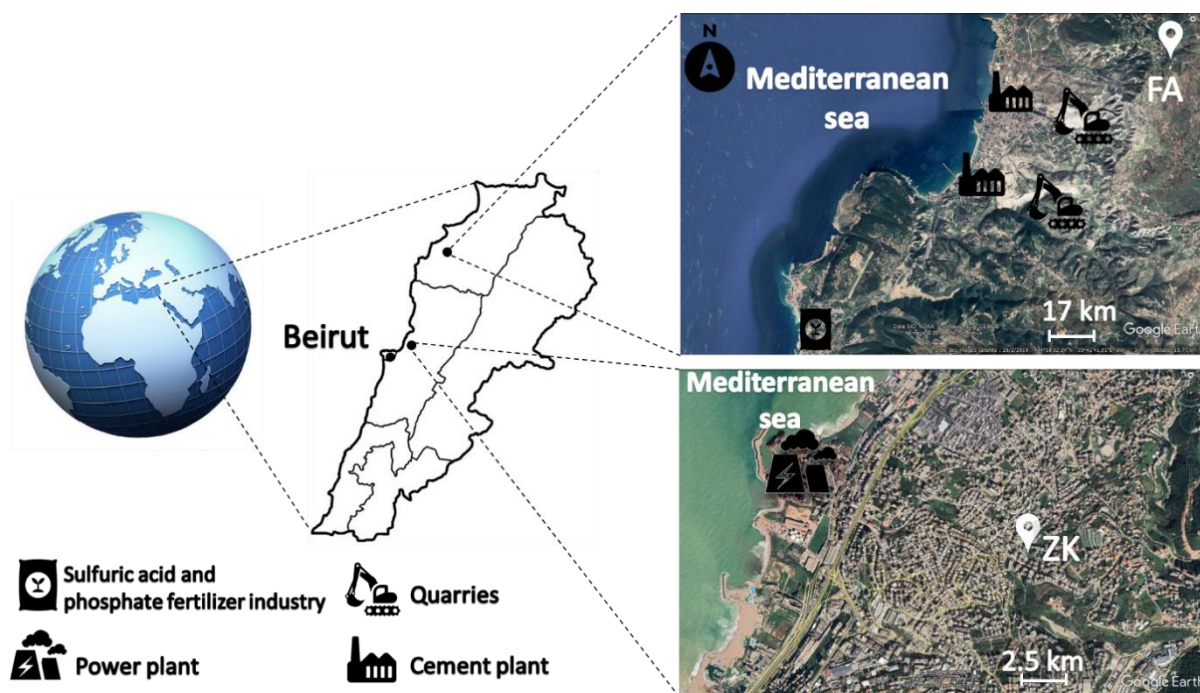 N
Mediterranean
sea
FA
17 km
Google Earth
Beirut
Mediterranean
sea
ZK
2.5 km
Google Earth
Sulfuric acid and
phosphate fertilizer industry
Quarries
Power plant
Cement plant